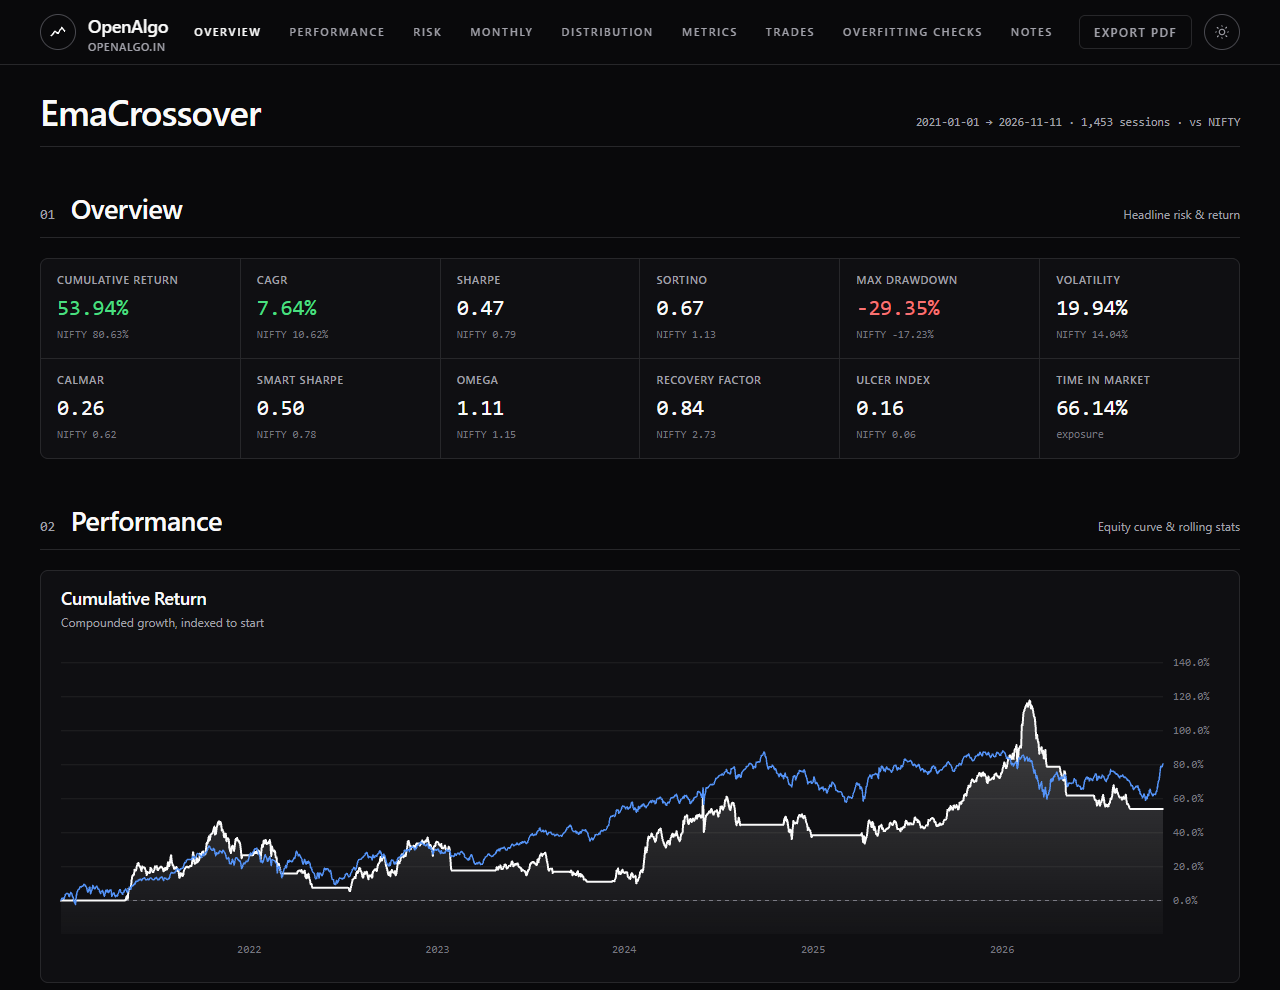 OpenAlgo
OPENALGO.IN
OVERVIEW PERFORMANCE RISK MONTHLY DISTRIBUTION METRICS TRADES OVERFITTING CHECKS NOTES EXPORT PDF
EmaCrossover
2021-01-01 → 2026-11-11 · 1,453 sessions · vs NIFTY
01 Overview
Headline risk & return
CUMULATIVE RETURN
53.94%
NIFTY 80.63%
CAGR
7.64%
NIFTY 10.62%
SHARPE
0.47
NIFTY 0.79
SORTINO
0.67
NIFTY 1.13
MAX DRAWDOWN
-29.35%
NIFTY -17.23%
VOLATILITY
19.94%
NIFTY 14.04%
CALMAR
0.26
NIFTY 0.62
SMART SHARPE
0.50
NIFTY 0.78
OMEGA
1.11
NIFTY 1.15
RECOVERY FACTOR
0.84
NIFTY 2.73
ULCER INDEX
0.16
NIFTY 0.06
TIME IN MARKET
66.14%
exposure
02 Performance
Equity curve & rolling stats
Cumulative Return
Compounded growth, indexed to start
140.0%
120.0%
100.0%
80.0%
60.0%
40.0%
20.0%
0.0%
2022 2023 2024 2025 2026